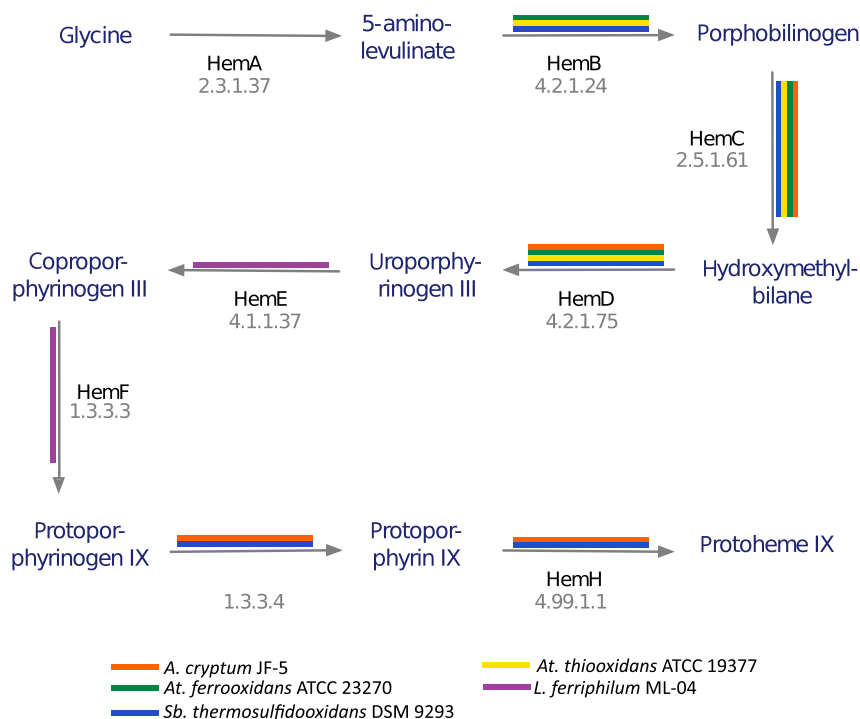 Glycine
5-amino-
levulinate
Porphobilinogen
HemA
2.3.1.37
HemB
4.2.1.24
HemC
2.5.1.61
Copropor-
phyrinogen III
Uroporphy-
rinogen III
Hydroxymethyl-
bilane
HemE
4.1.1.37
HemD
4.2.1.75
HemF
1.3.3.3
Protopor-
phyrinogen IX
Protopor-
phyrin IX
Protoheme IX
1.3.3.4
HemH
4.99.1.1
A. cryptum JF-5
At. ferrooxidans ATCC 23270
Sb. thermosulfidooxidans DSM 9293
At. thiooxidans ATCC 19377
L. ferriphilum ML-04